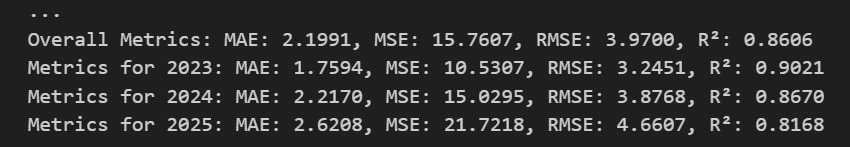 ...
Overall Metrics: MAE: 2.1991, MSE: 15.7607, RMSE: 3.9700, R²: 0.8606
Metrics for 2023: MAE: 1.7594, MSE: 10.5307, RMSE: 3.2451, R²: 0.9021
Metrics for 2024: MAE: 2.2170, MSE: 15.0295, RMSE: 3.8768, R²: 0.8670
Metrics for 2025: MAE: 2.6208, MSE: 21.7218, RMSE: 4.6607, R²: 0.8168